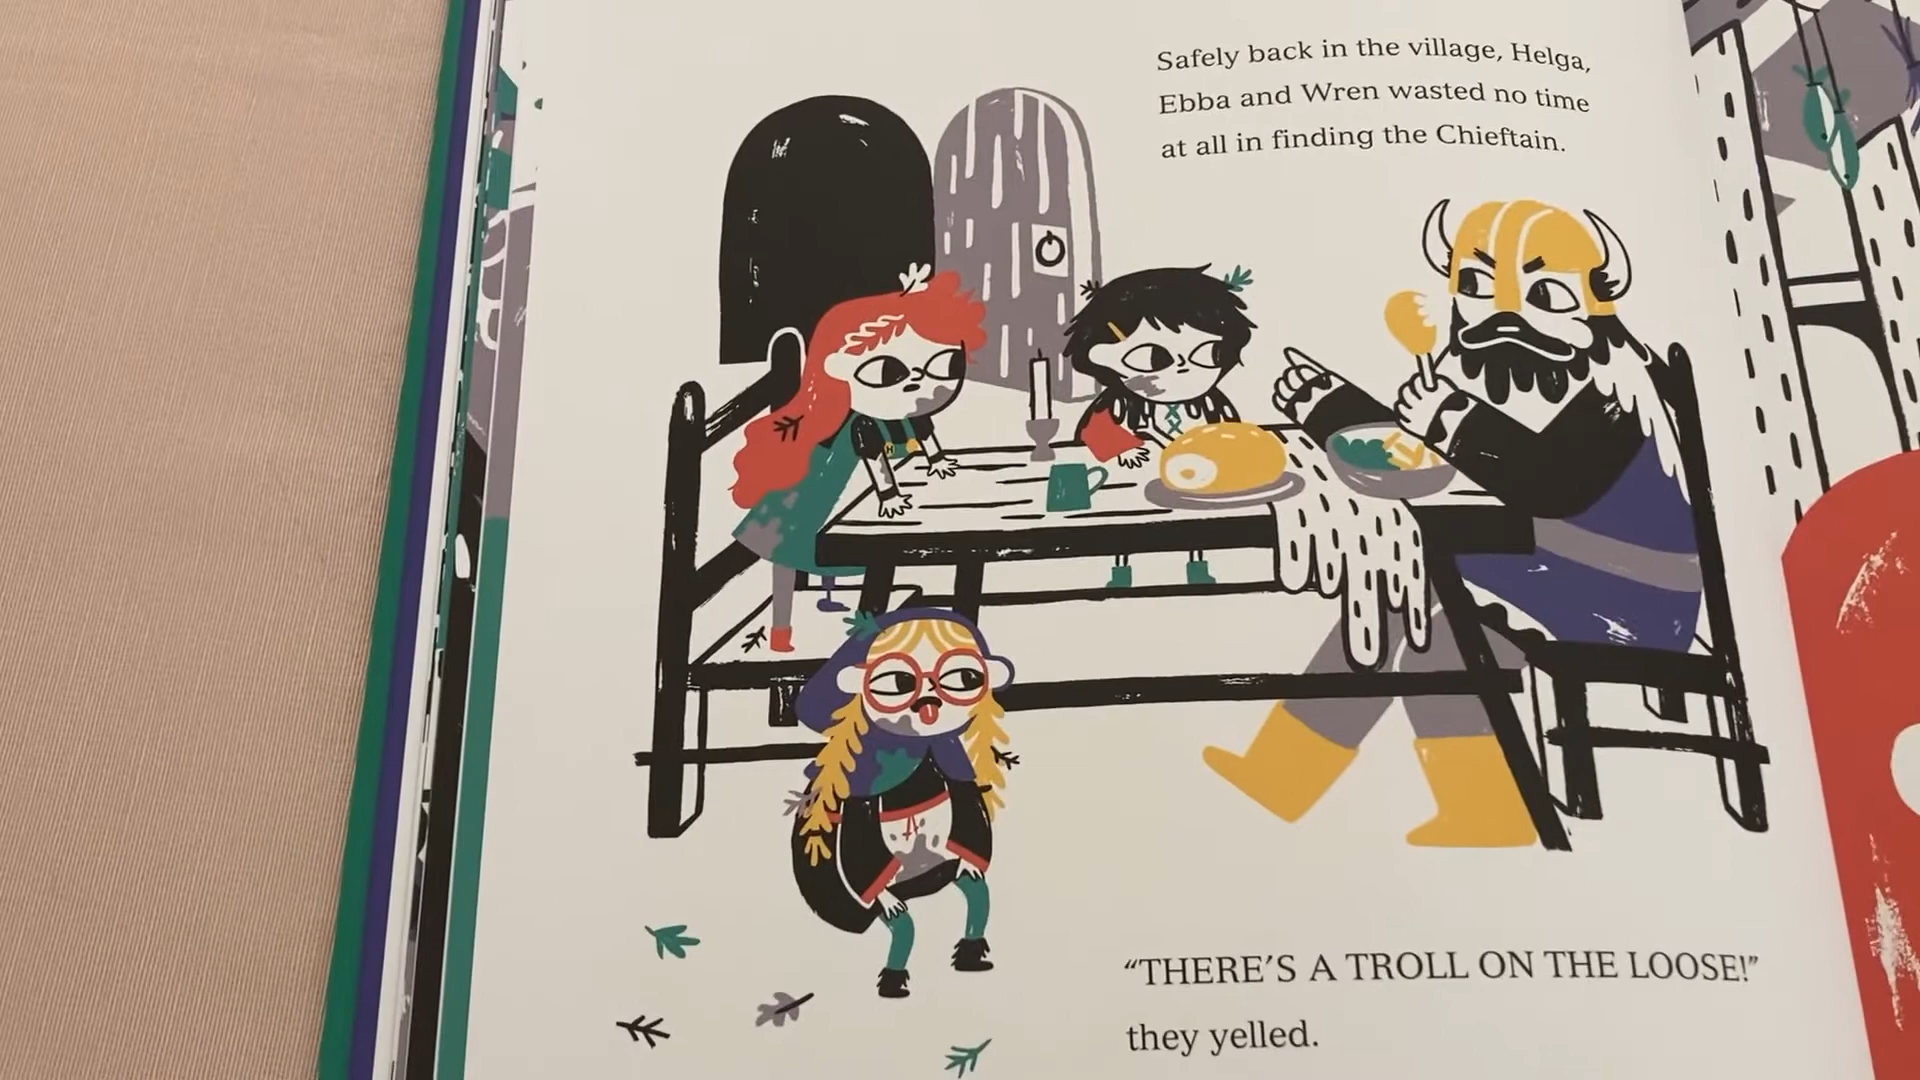 Safely back in the village, Helga,
Ebba and Wren wasted no time
at all in finding the Chieftain.
H
“THERE’S A TROLL ON THE LOOSE!”
they yelled.